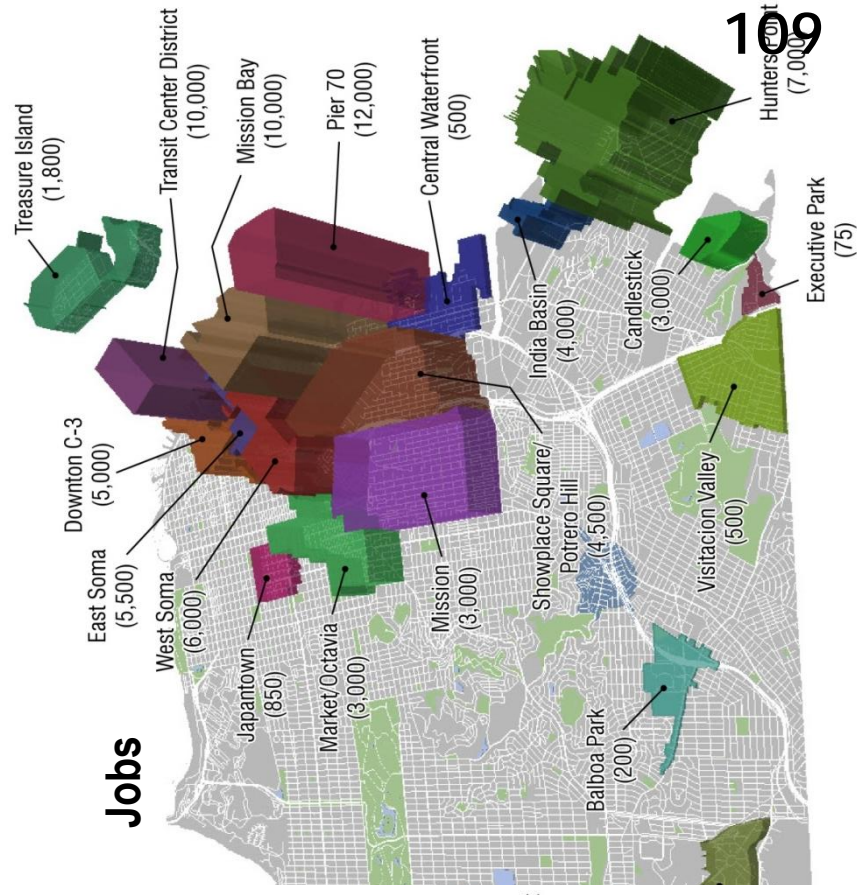 109
Jobs
Treasure Island
(1,800)
Transit Center District
(10,000)
Mission Bay
(10,000)
Pier 70
(12,000)
Central Waterfront
(500)
Hunters Point
(7,000)
Downton C-3
(5,000)
East Soma
(5,500)
West Soma
(6,000)
Japantown
(850)
Market/Octavia
(3,000)
Mission
(3,000)
Showplace Square/
Potrero Hill
(4,500)
India Basin
(4,000)
Candlestick
(3,000)
Executive Park
(75)
Visitacion Valley
(500)
Balboa Park
(200)